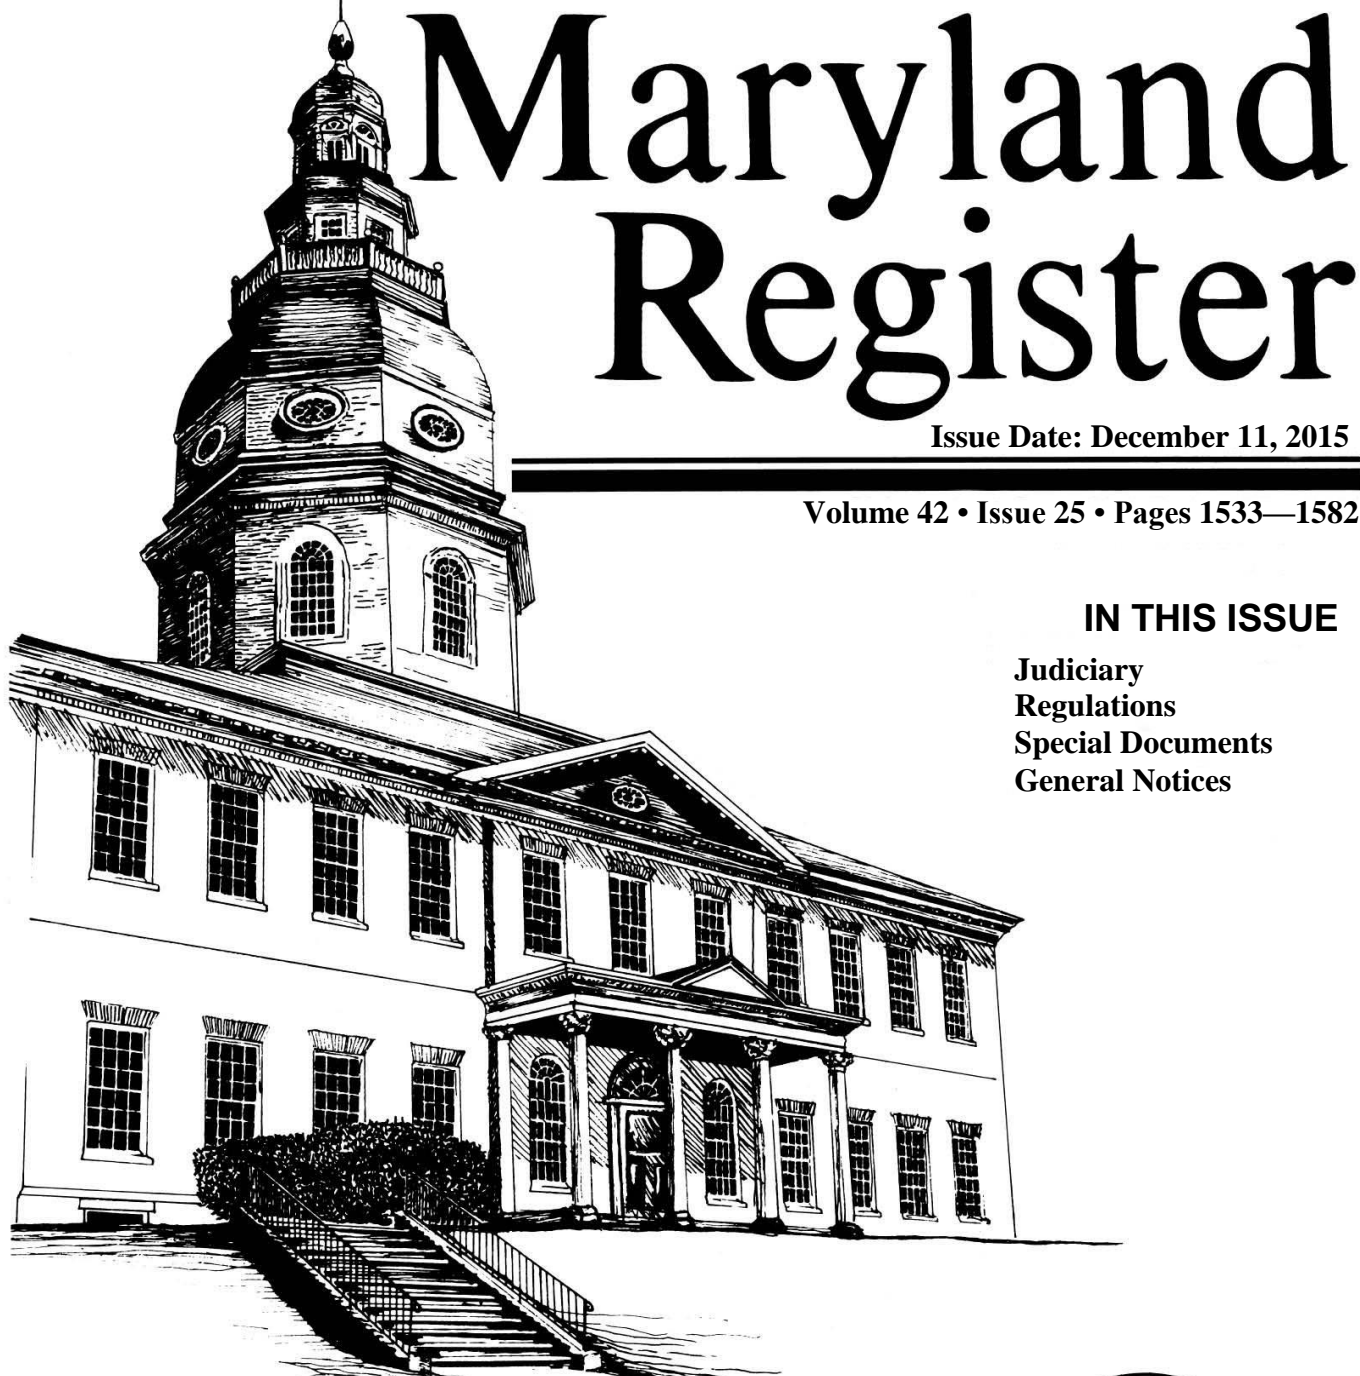 Maryland
Register
Issue Date: December 11, 2015
Volume 42 • Issue 25 • Pages 1533—1582
IN THIS ISSUE
Judiciary
Regulations
Special Documents
General Notices